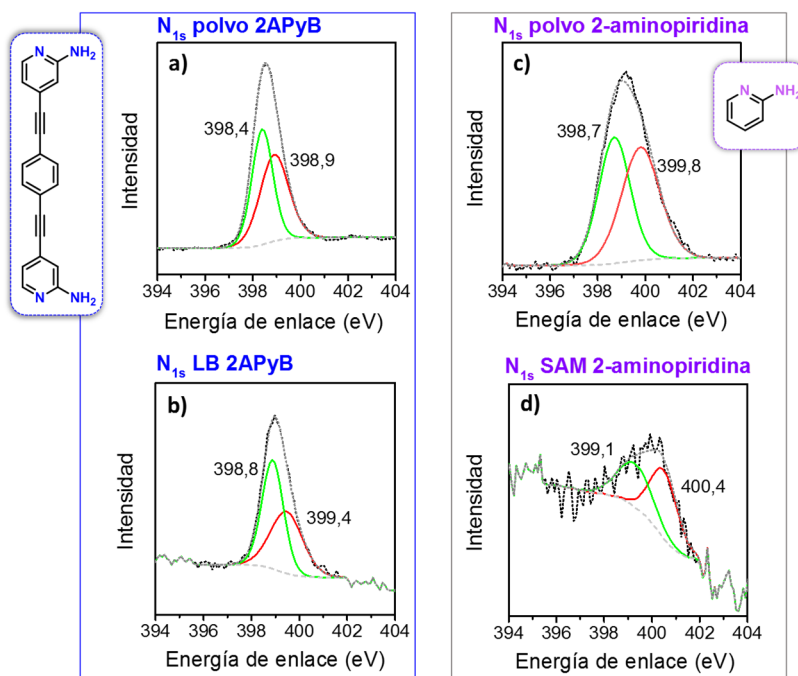 N
NH₂
N
NH₂
N1s polvo 2APyB
a)
398,4
398,9
Intensidad
394 396 398 400 402 404
Energía de enlace (eV)
N1s LB 2APyB
b)
398,8
399,4
Intensidad
394 396 398 400 402 404
Energía de enlace (eV)
N1s polvo 2-aminopiridina
c)
398,7
399,8
Intensidad
394 396 398 400 402 404
Energía de enlace (eV)
N
NH₂
N1s SAM 2-aminopiridina
d)
399,1
400,4
Intensidad
394 396 398 400 402 404
Energía de enlace (eV)